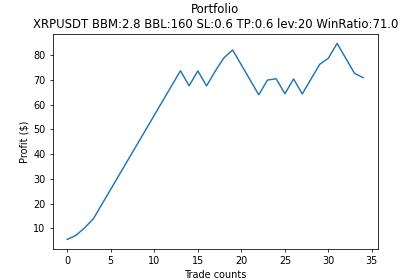 Portfolio
XRPUSDT BBM:2.8 BBL:160 SL:0.6 TP:0.6 lev:20 WinRatio:71.0
Profit ($)
80
70
60
50
40
30
20
10
0 5 10 15 20 25 30 35
Trade counts